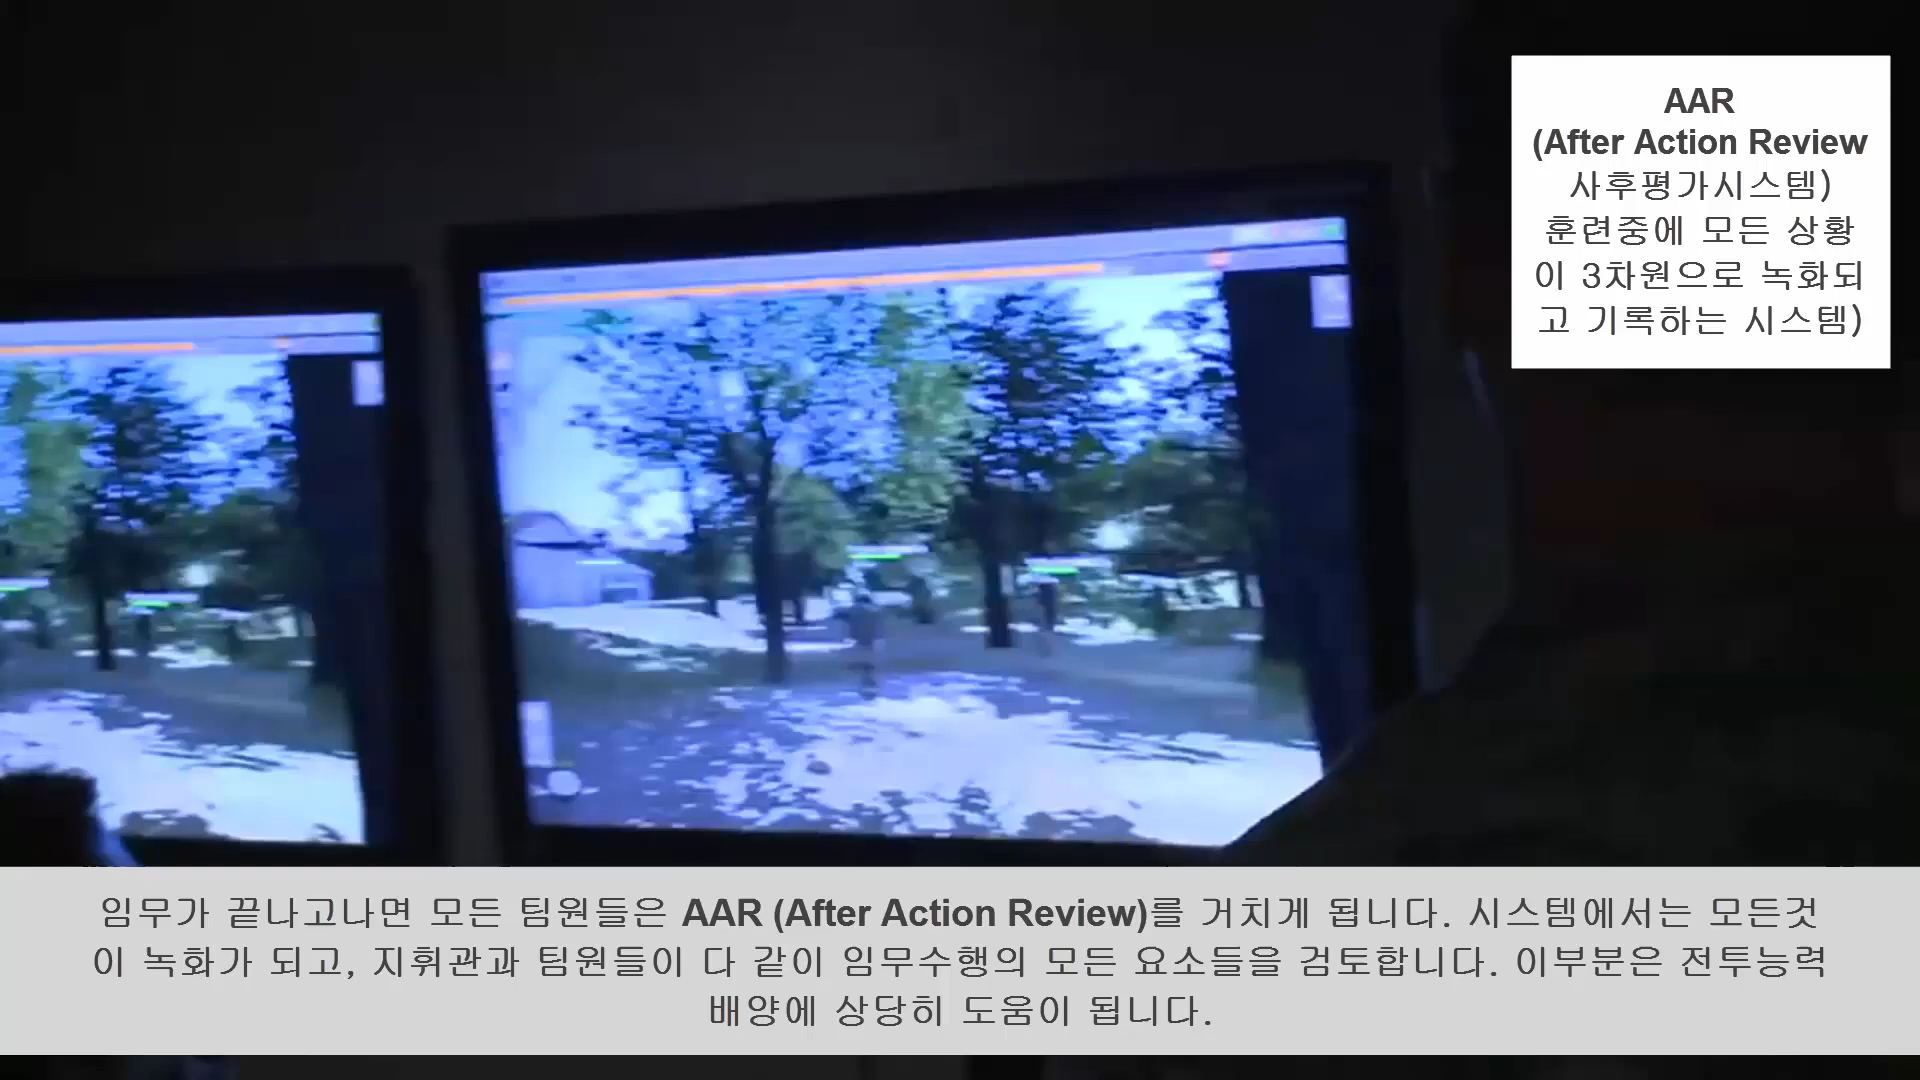 AAR
(After Action Review
사후평가시스템)
훈련중에 모든 상황
이 3차원으로 녹화되
고 기록하는 시스템)
임무가 끝나고나면 모든 팀원들은 AAR (After Action Review)를 거치게 됩니다. 시스템에서는 모든것
이 녹화가 되고, 지휘관과 팀원들이 다 같이 임무수행의 모든 요소들을 검토합니다. 이부분은 전투능력
배양에 상당히 도움이 됩니다.